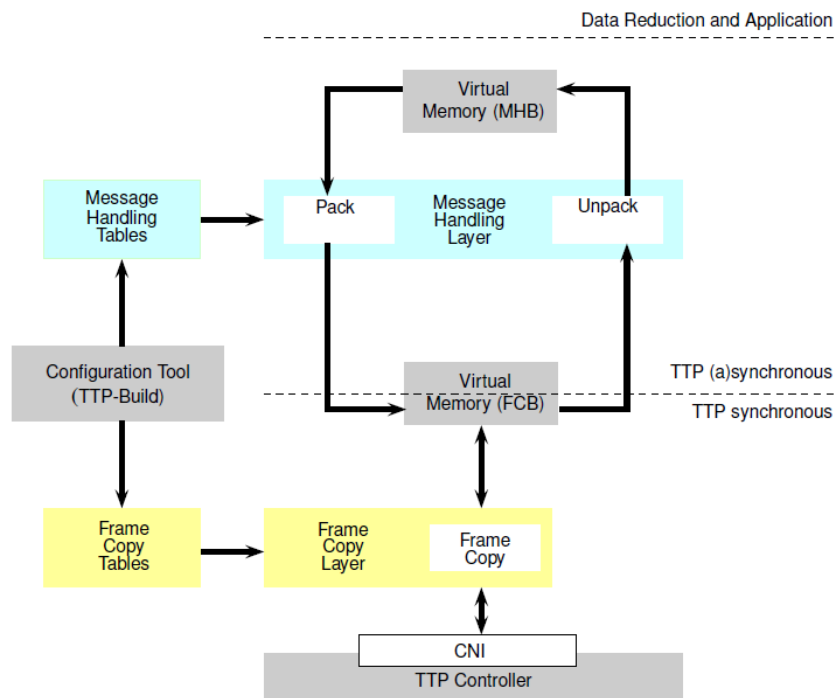 Data Reduction and Application
Virtual
Memory (MHB)
Message
Handling
Tables
Pack
Message
Handling
Layer
Unpack
Configuration Tool
(TTP-Build)
Virtual
Memory (FCB)
TTP (a)synchronous
TTP synchronous
Frame
Copy
Tables
Frame
Copy
Layer
Frame
Copy
CNI
TTP Controller